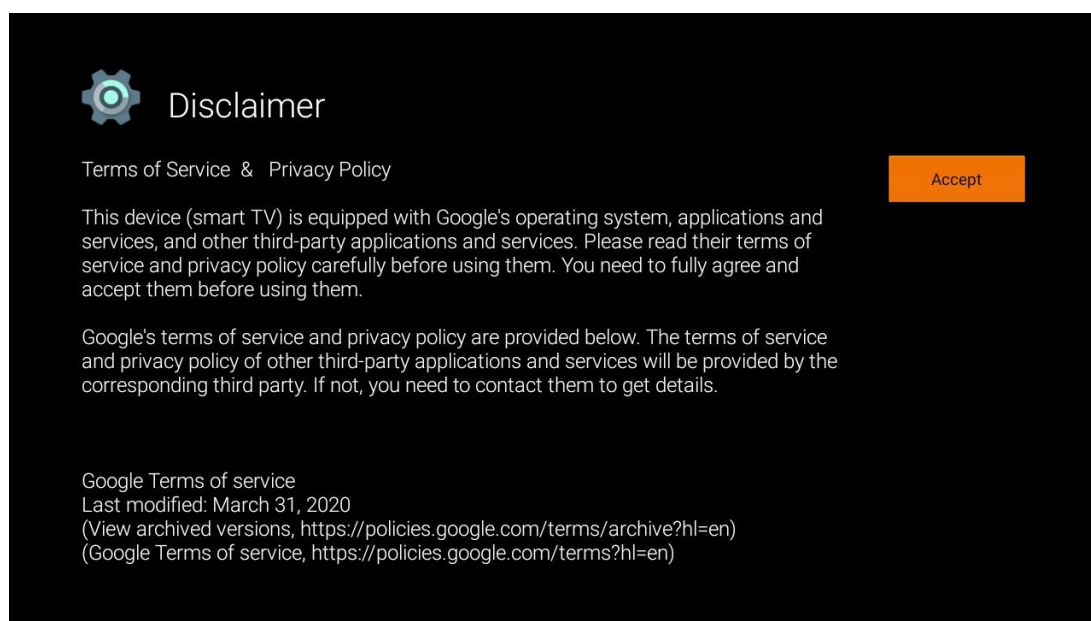 Disclaimer
Terms of Service & Privacy Policy
Accept
This device (smart TV) is equipped with Google's operating system, applications and
services, and other third-party applications and services. Please read their terms of
service and privacy policy carefully before using them. You need to fully agree and
accept them before using them.
Google's terms of service and privacy policy are provided below. The terms of service
and privacy policy of other third-party applications and services will be provided by the
corresponding third party. If not, you need to contact them to get details.
Google Terms of service
Last modified: March 31, 2020
(View archived versions, https://policies.google.com/terms/archive?hl=en)
(Google Terms of service, https://policies.google.com/terms?hl=en)